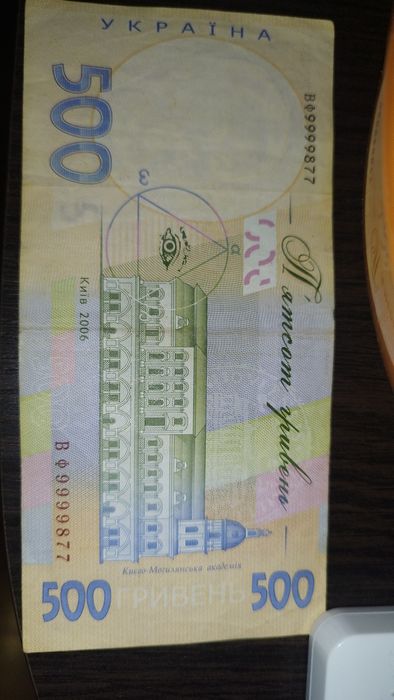 УКРАЇНА
500
ВФ9999877
П'ятсот гривень
ω
α
Київ 2006
ВФ9999877
Києво-Могилянська академія
500 ГРИВЕНЬ 500